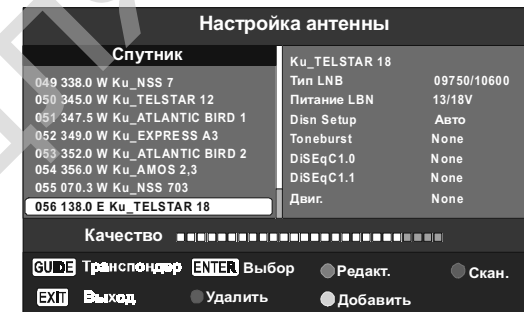 Настройка антенны
Спутник
049 338.0 W Ku_NSS 7
050 345.0 W Ku_TELSTAR 12
051 347.5 W Ku_ATLANTIC BIRD 1
052 349.0 W Ku_EXPRESS A3
053 352.0 W Ku_ATLANTIC BIRD 2
054 356.0 W Ku_AMOS 2,3
055 070.3 W Ku_NSS 703
056 138.0 E Ku_TELSTAR 18
Ku_TELSTAR 18
Тип LNB 09750/10600
Питание LBN 13/18V
Disn Setup Авто
Toneburst None
DiSEqC1.0 None
DiSEqC1.1 None
Двиг. None
Качество
GUIDE Транспондер ENTER Выбор Редакт. Скан.
EXIT Выход Удалить Добавить